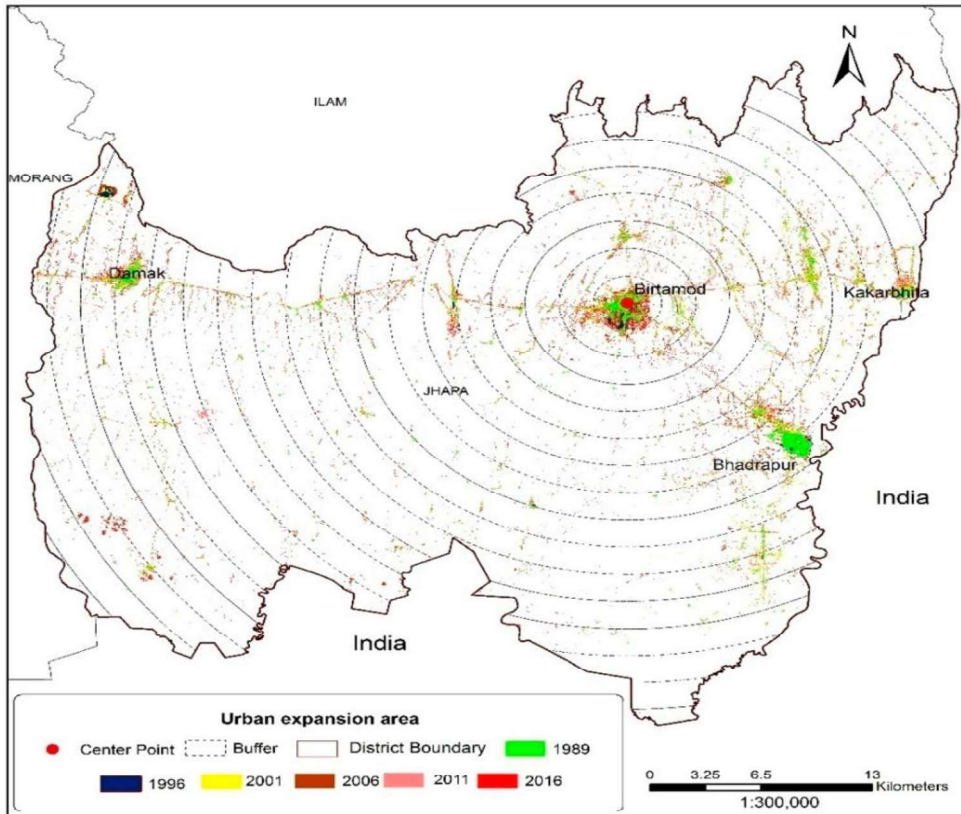 N
ILAM
MORANG
Damak
Birtamod
Kakarbhita
JHAPA
Bhadrapur
India
India
Urban expansion area
Center Point Buffer District Boundary 1989
1996 2001 2006 2011 2016
0 3.25 6.5 13
Kilometers
1:300,000